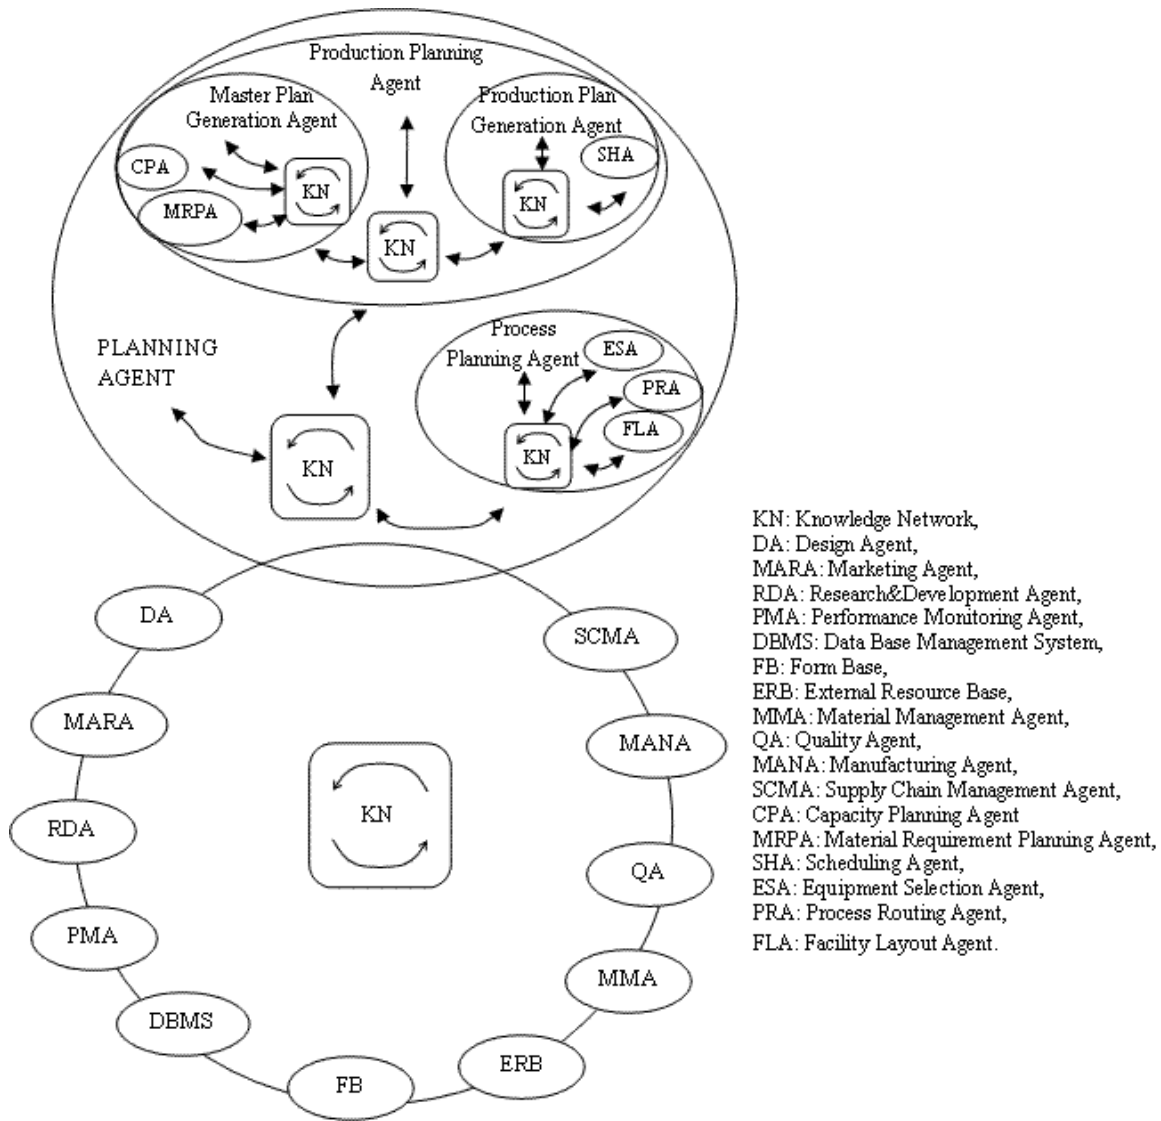 Production Planning
Agent
Master Plan
Generation Agent
Production Plan
Generation Agent
CPA
SHA
KN
KN
MRPA
KN
Process
Planning Agent
ESA
PLANNING
AGENT
PRA
FLA
KN
KN
DA
SCMA
MARA
MANA
KN
RDA
QA
PMA
MMA
DBMS
ERB
FB
KN: Knowledge Network,
DA: Design Agent,
MARA: Marketing Agent,
RDA: Research&Development Agent,
PMA: Performance Monitoring Agent,
DBMS: Data Base Management System,
FB: Form Base,
ERB: External Resource Base,
MMA: Material Management Agent,
QA: Quality Agent,
MANA: Manufacturing Agent,
SCMA: Supply Chain Management Agent,
CPA: Capacity Planning Agent
MRPA: Material Requirement Planning Agent,
SHA: Scheduling Agent,
ESA: Equipment Selection Agent,
PRA: Process Routing Agent,
FLA: Facility Layout Agent.